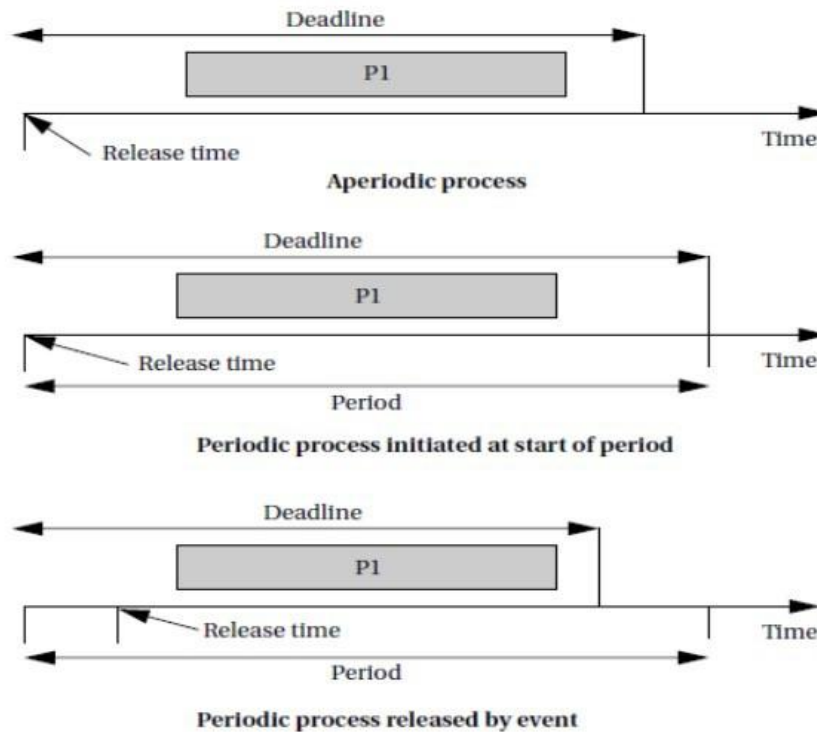 Deadline
P1
Time
Release time
Aperiodic process
Deadline
P1
Time
Release time
Period
Periodic process initiated at start of period
Deadline
P1
Time
Release time
Period
Periodic process released by event